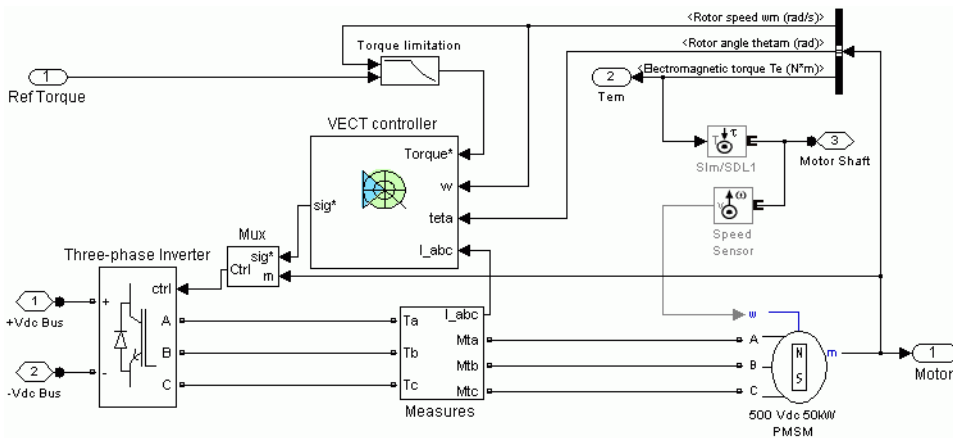 <Rotor speed wm (rad/s)>
<Rotor angle thetam (rad)>
<Electromagnetic torque Te (N*m)>
Torque limitation
1
Ref Torque
2
Tem
VECT controller
Torque*
w
teta
I_abc
sig*
T
τ
Slm/SDL1
3
Motor Shaft
ω
v
Speed
Sensor
Mux
sig*
Ctrl
m
Three-phase Inverter
ctrl
1
+Vdc Bus
2
-Vdc Bus
+
-
A
B
C
Ta
Tb
Tc
I_abc
Mta
Mtb
Mtc
Measures
w
A
B
C
N
S
m
1
Motor
500 Vdc 50kW
PMSM